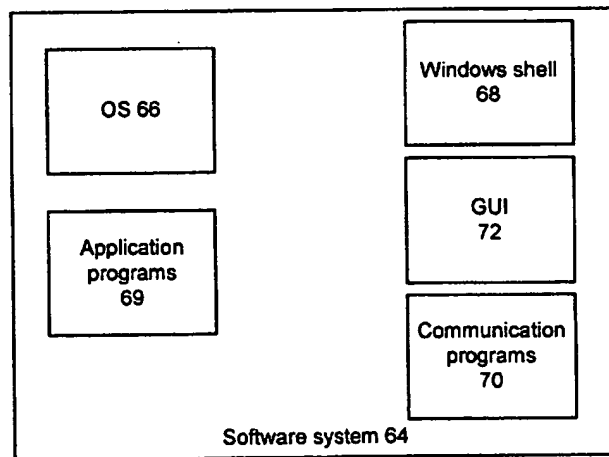 OS 66
Application
programs
69
Windows shell
68
GUI
72
Communication
programs
70
Software system 64